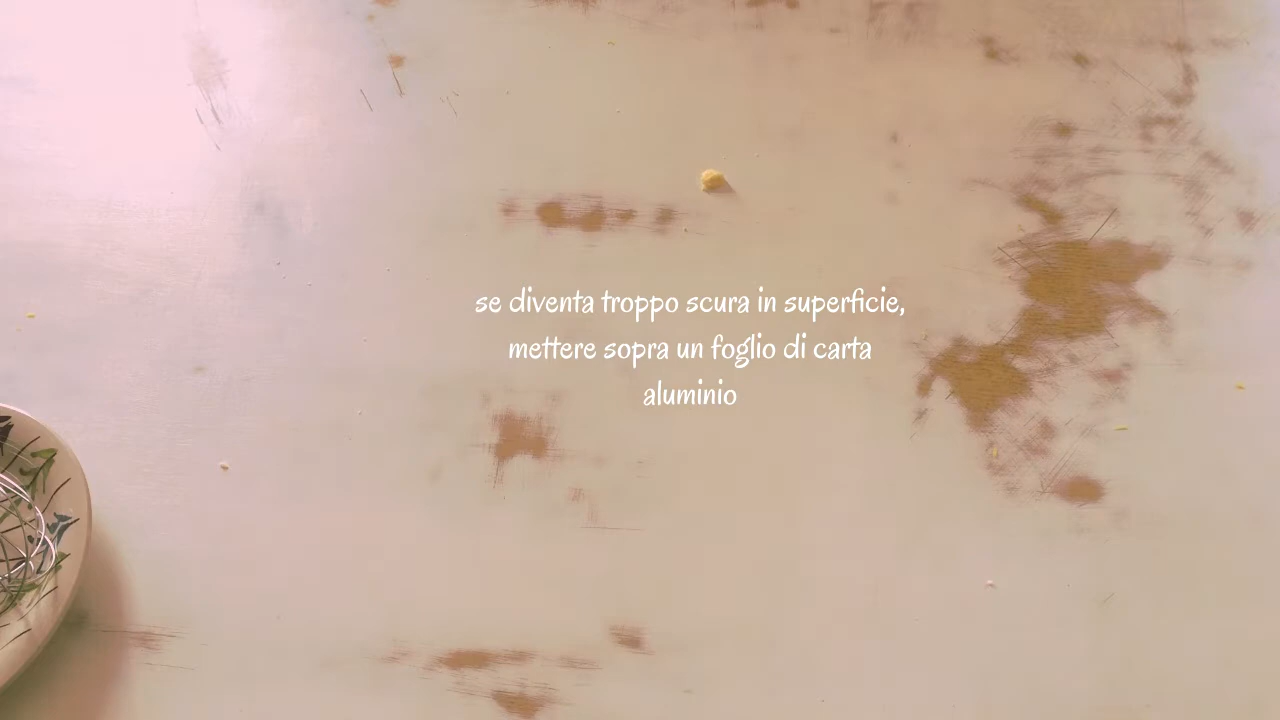 se diventa troppo scura in superficie,
mettere sopra un foglio di carta
aluminio